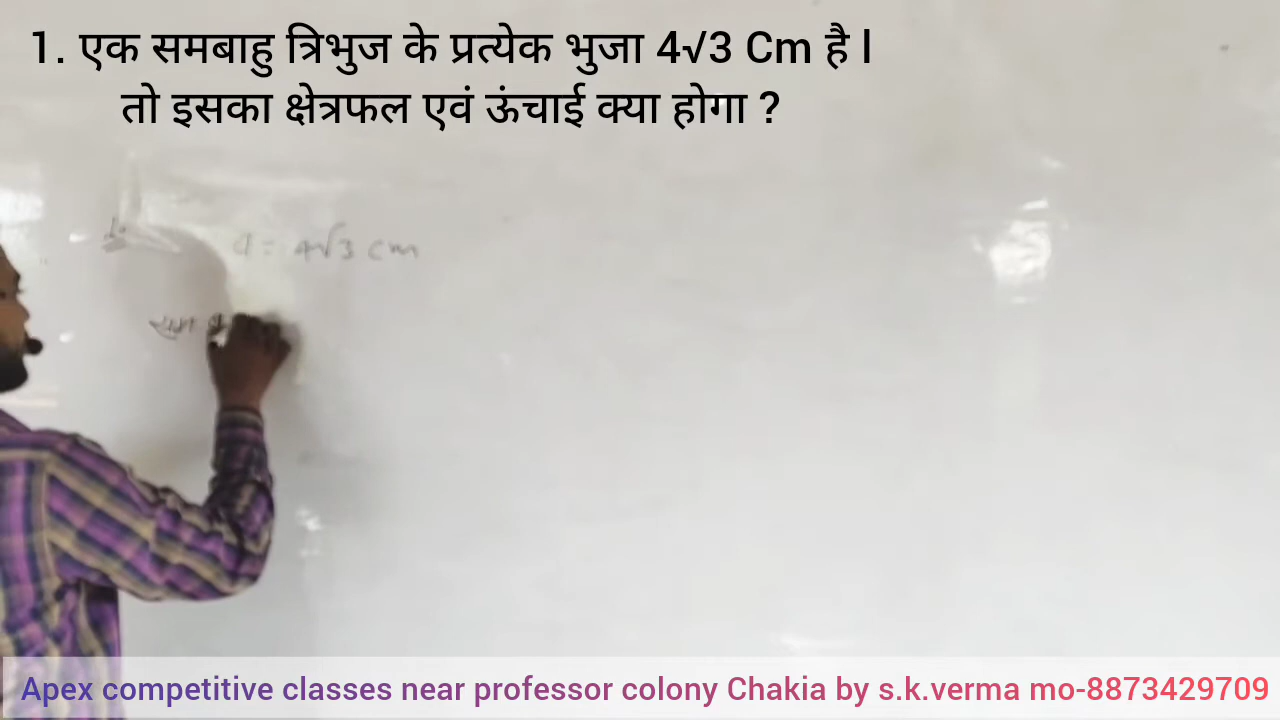 1. एक समबाहु त्रिभुज के प्रत्येक भुजा 4√3 Cm है l
तो इसका क्षेत्रफल एवं ऊंचाई क्या होगा ?
a = 4√3 cm
Apex competitive classes near professor colony Chakia by s.k.verma mo-8873429709